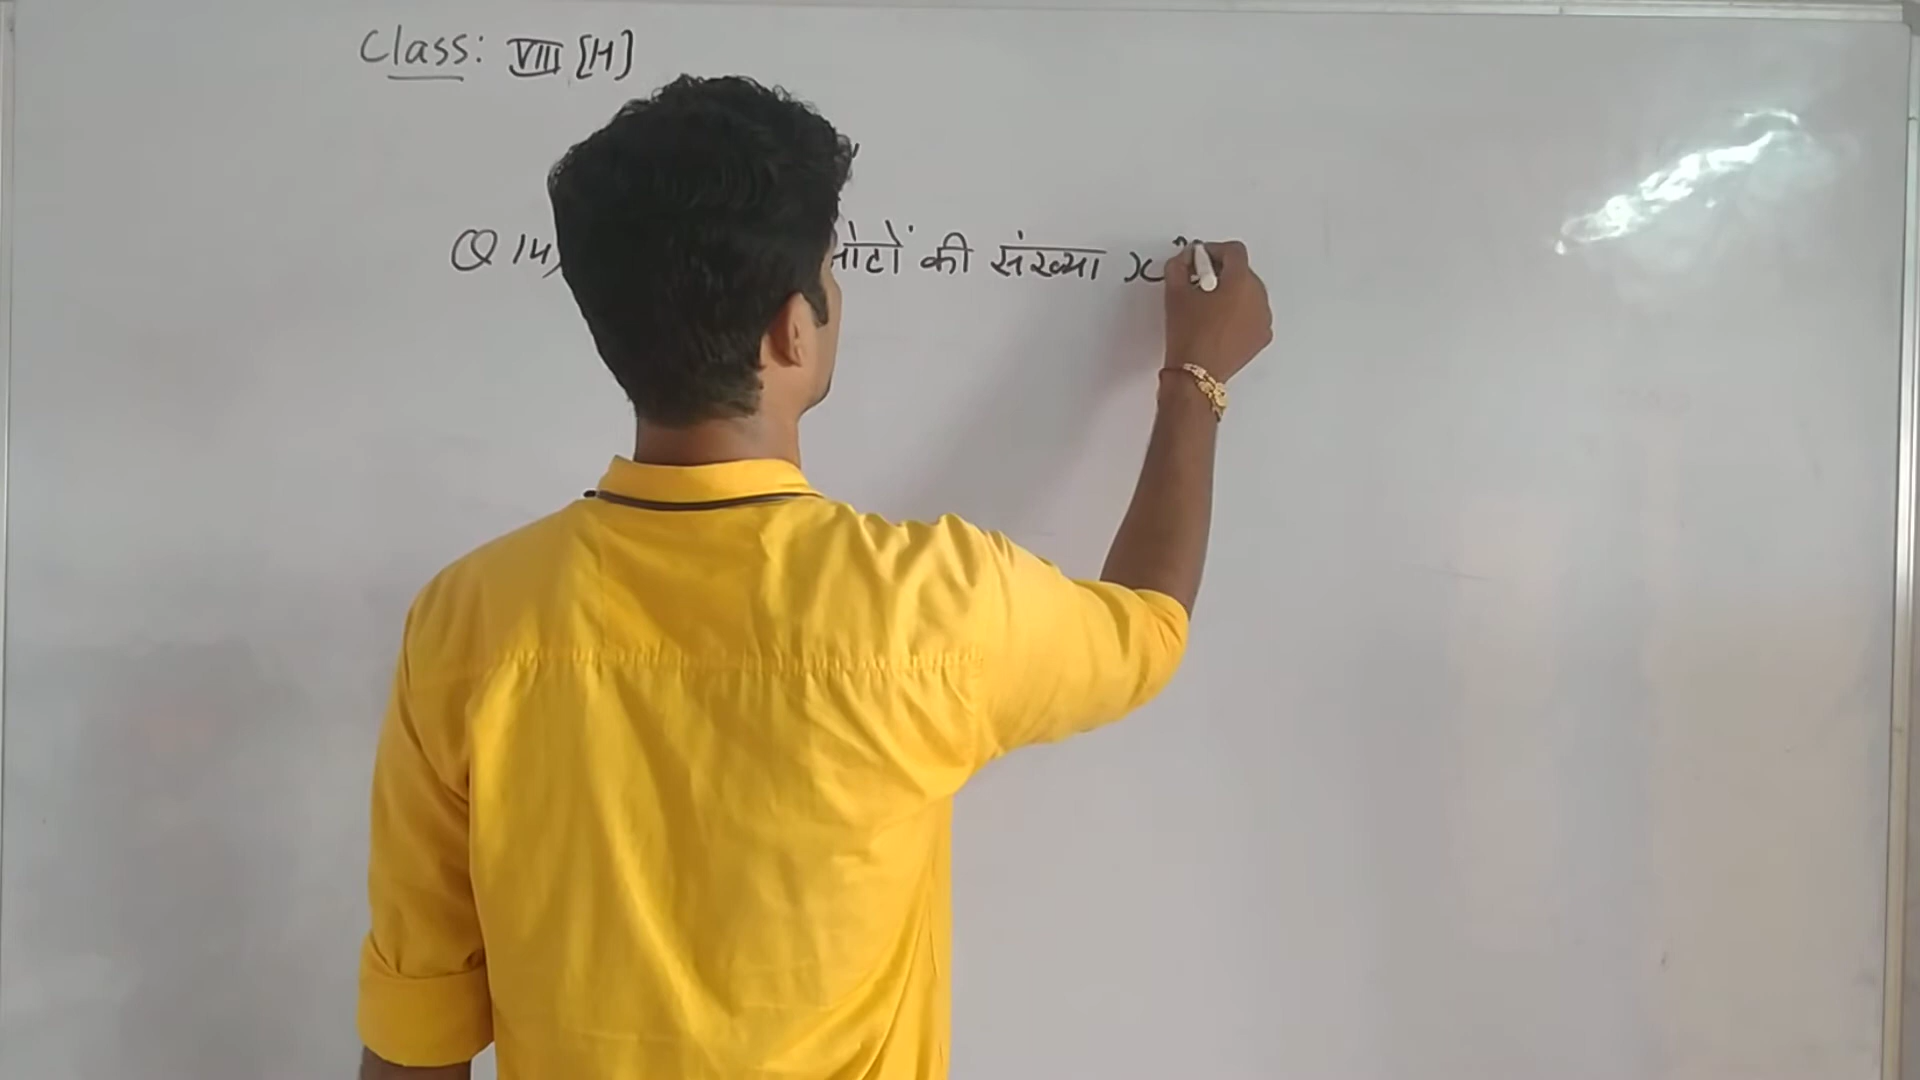 Class: VIII [H]
Q 14) नोटों की संख्या x